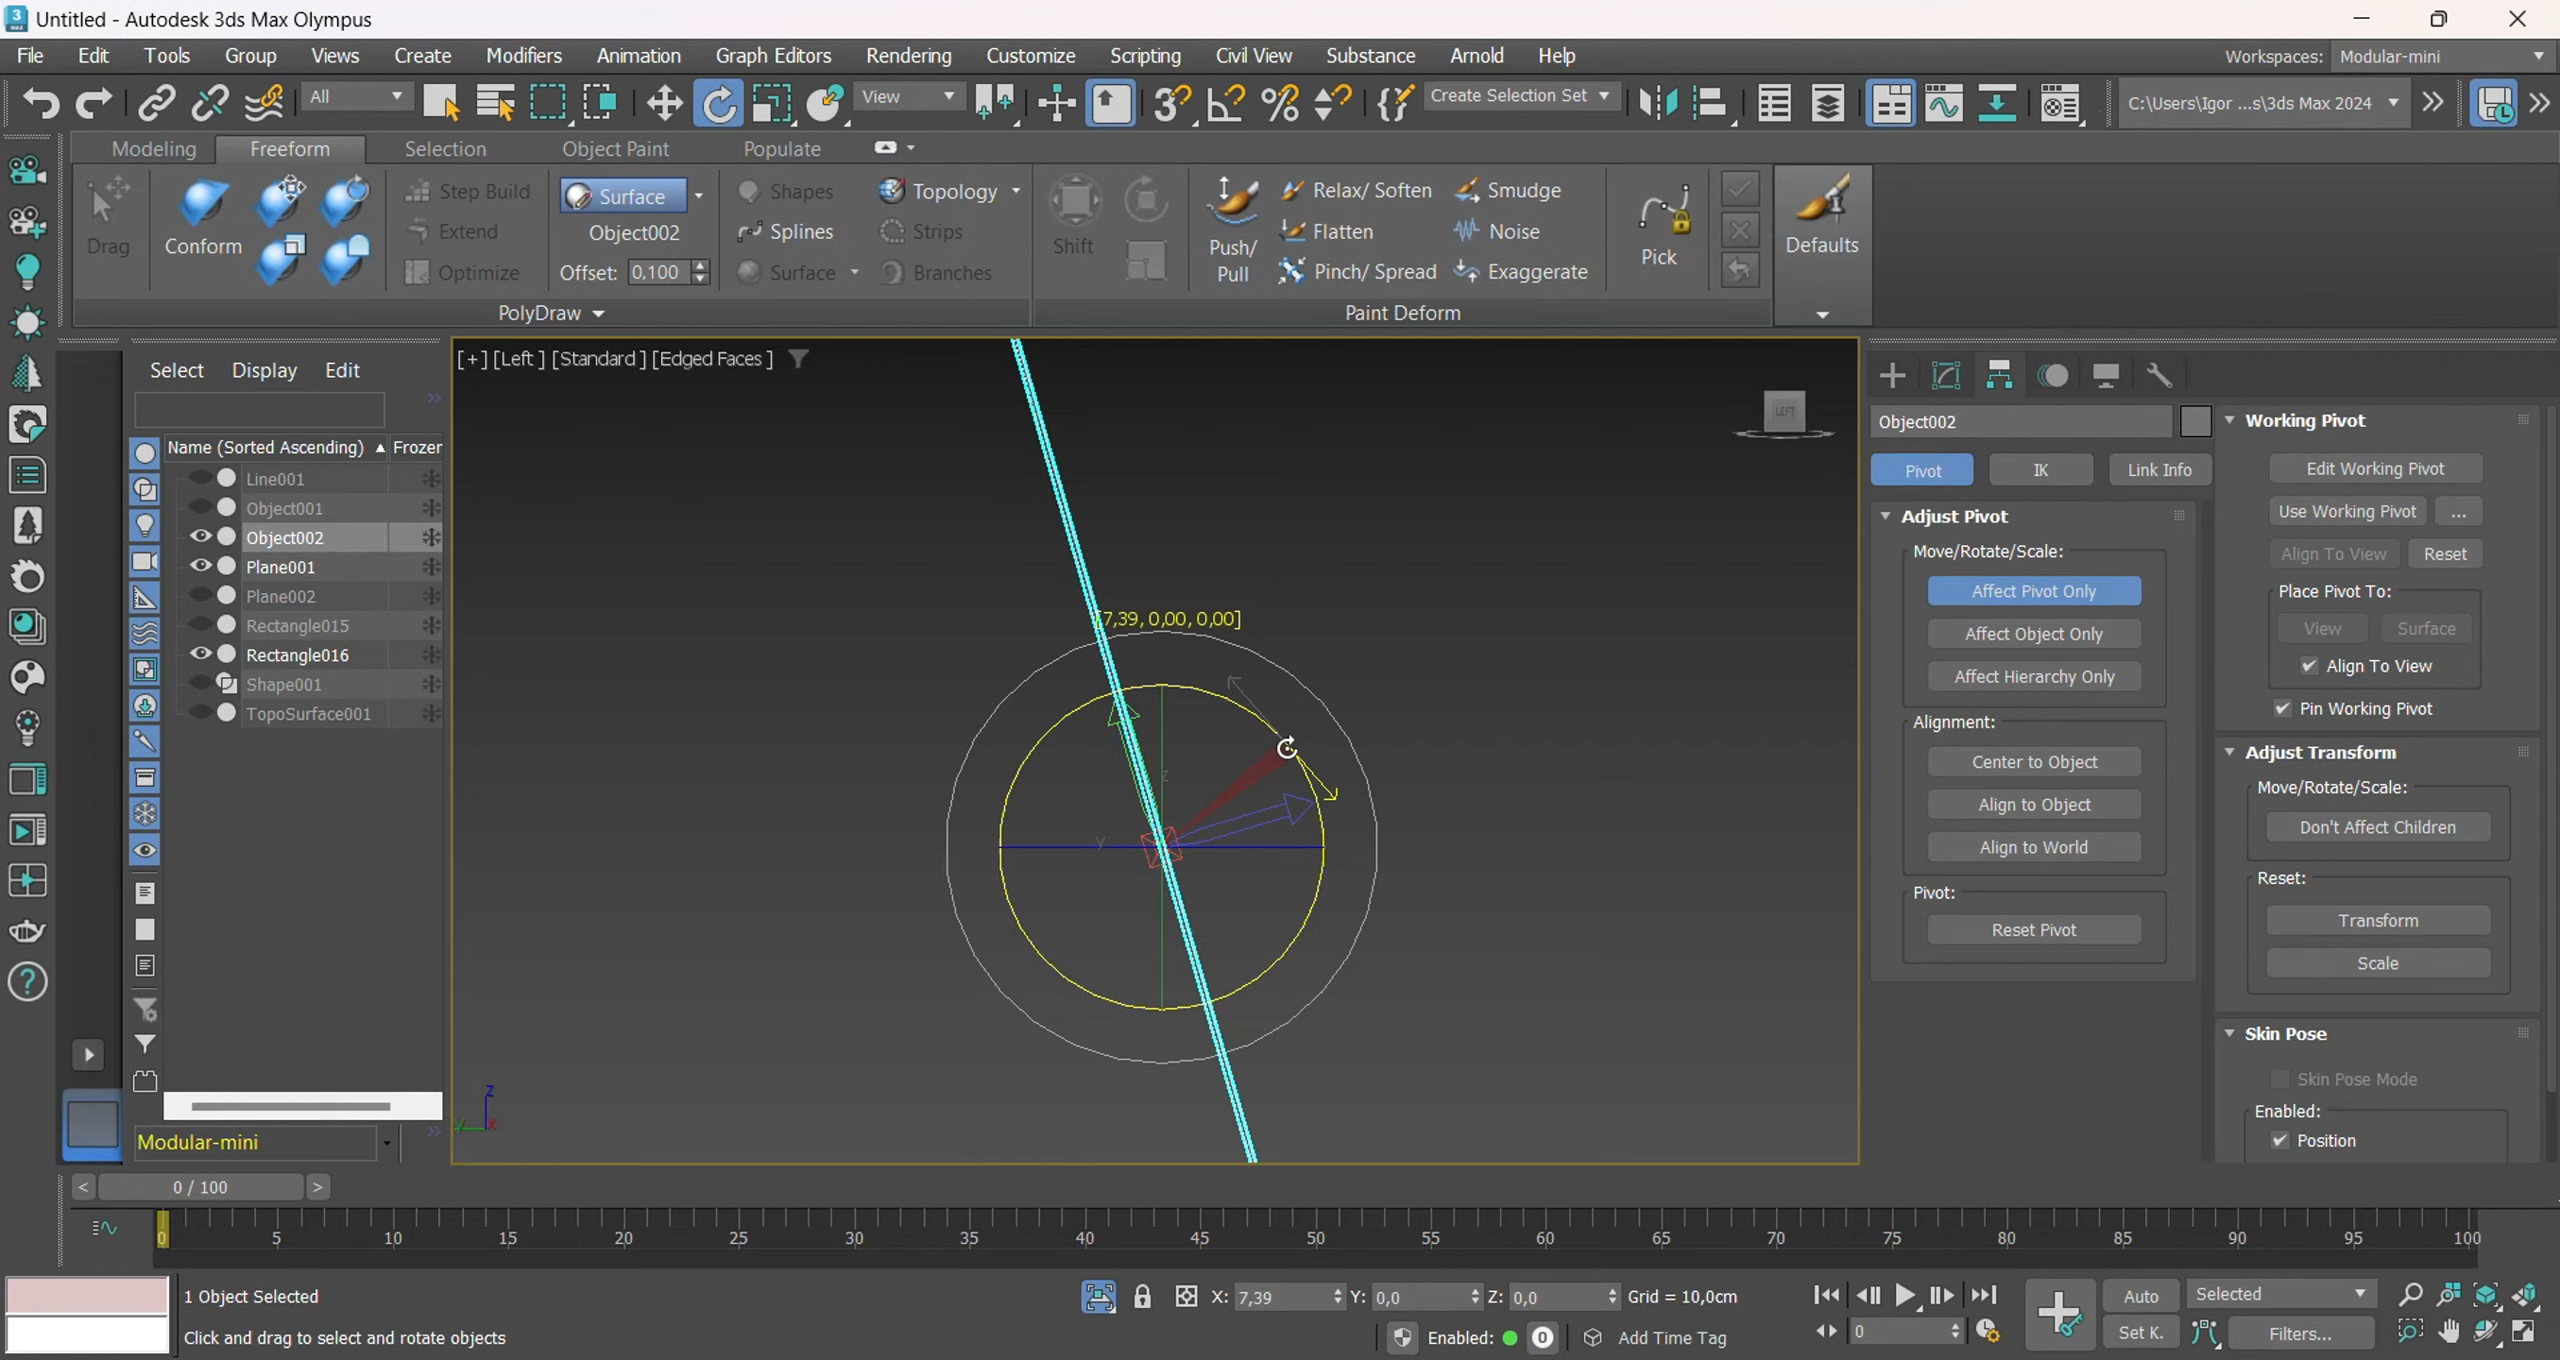 Untitled - Autodesk 3ds Max Olympus
File Edit Tools Group Views Create Modifiers Animation Graph Editors Rendering Customize Scripting Civil View Substance Arnold Help Workspaces: Modular-mini
All View Create Selection Set C:\Users\Igor ...s\3ds Max 2024
Modeling Freeform Selection Object Paint Populate
Drag Conform
Step Build
Extend
Optimize
Surface
Object002
Offset: 0,100
Shapes
Splines
Surface
Topology
Strips
Branches
PolyDraw
Shift
Push/
Pull
Relax/ Soften
Flatten
Pinch/ Spread
Smudge
Noise
Exaggerate
Paint Deform
Pick
Defaults
Select Display Edit
Name (Sorted Ascending) Frozer
Line001
Object001
Object002
Plane001
Plane002
Rectangle015
Rectangle016
Shape001
TopoSurface001
Modular-mini
[+] [Left ] [Standard ] [Edged Faces ]
LEFT
[7,39, 0,00, 0,00]
z
y
z
y
x
Object002
Pivot IK Link Info
Adjust Pivot
Move/Rotate/Scale:
Affect Pivot Only
Affect Object Only
Affect Hierarchy Only
Alignment:
Center to Object
Align to Object
Align to World
Pivot:
Reset Pivot
Working Pivot
Edit Working Pivot
Use Working Pivot ...
Align To View Reset
Place Pivot To:
View Surface
Align To View
Pin Working Pivot
Adjust Transform
Move/Rotate/Scale:
Don't Affect Children
Reset:
Transform
Scale
Skin Pose
Skin Pose Mode
Enabled:
Position
< 0 / 100 >
0 5 10 15 20 25 30 35 40 45 50 55 60 65 70 75 80 85 90 95 100
1 Object Selected
Click and drag to select and rotate objects
X: 7,39 Y: 0,0 Z: 0,0 Grid = 10,0cm
Enabled: 0 Add Time Tag
0
Auto Selected
Set K. Filters...